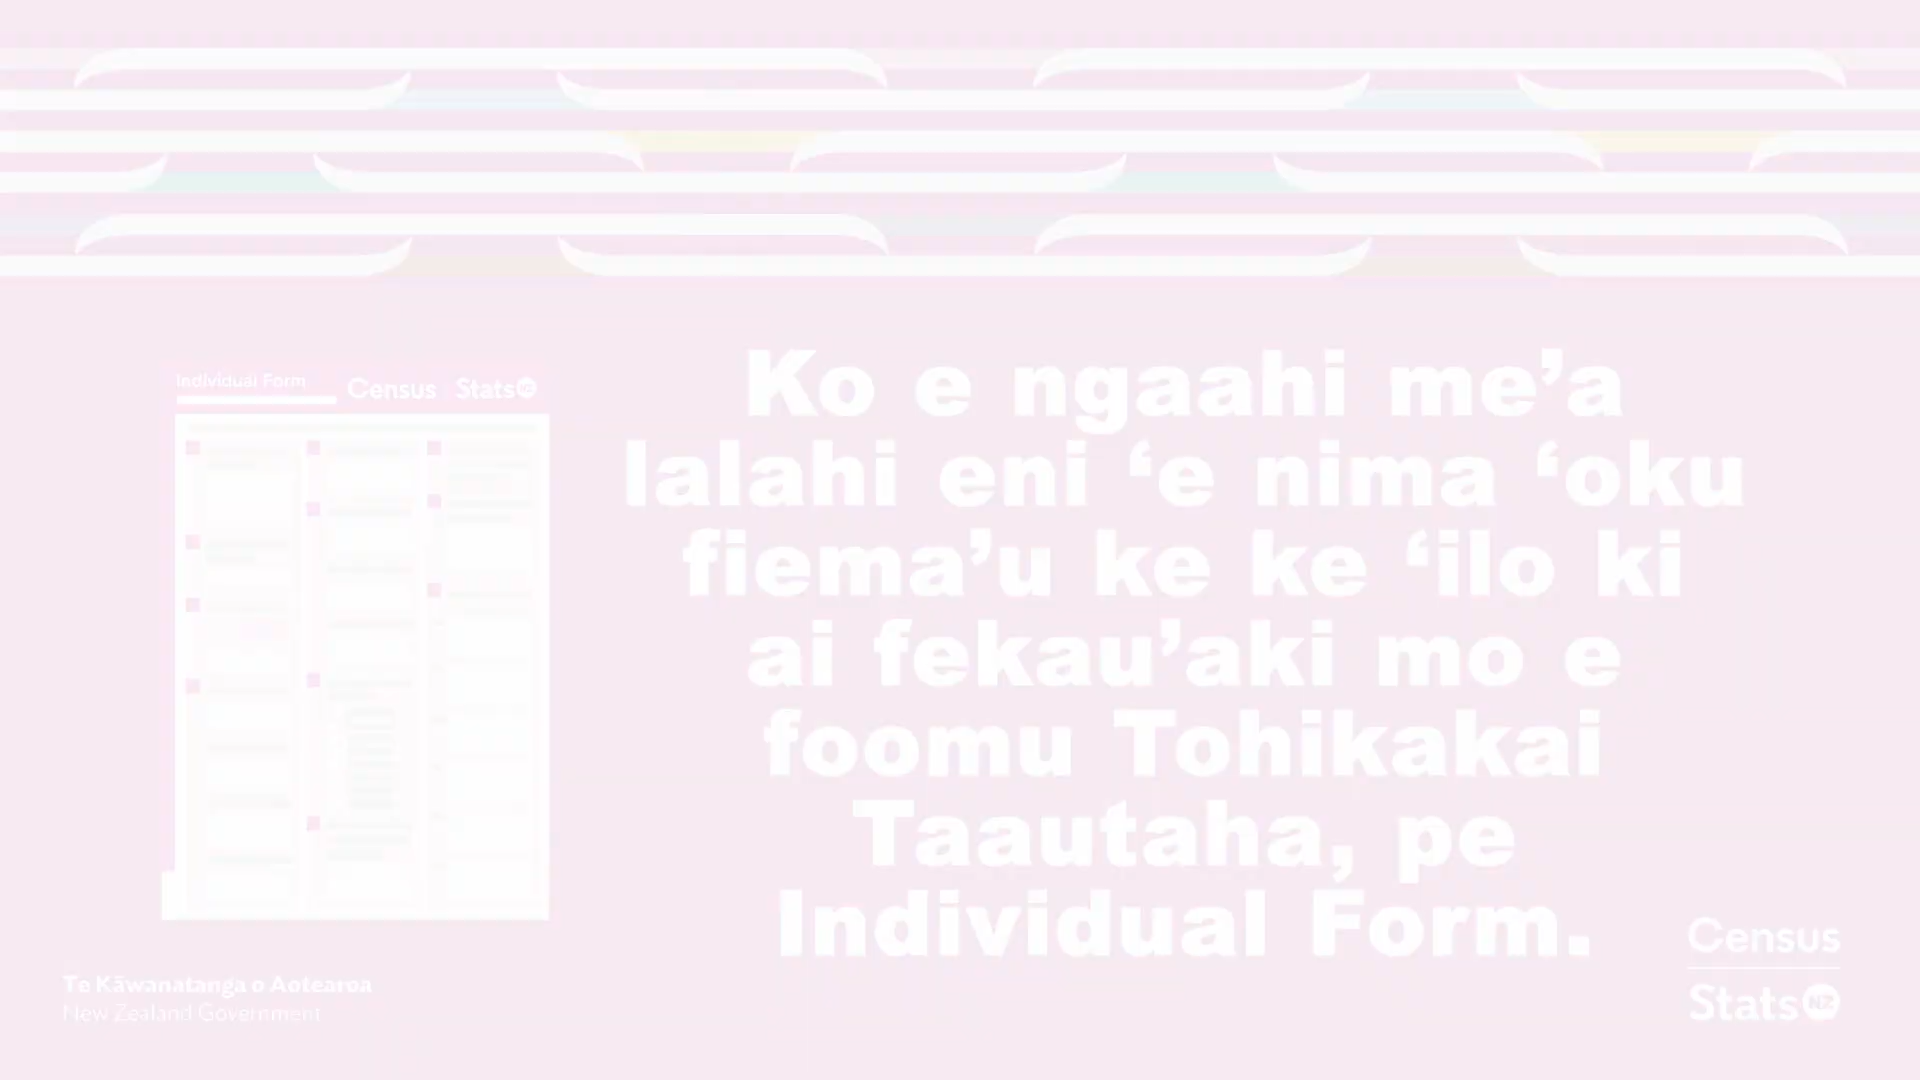 Individual Form
Census Stats NZ
Ko e ngaahi me’a
lalahi eni ‘e nima ‘oku
fiema’u ke ke ‘ilo ki
ai fekau’aki mo e
foomu Tohikakai
Taautaha, pe
Individual Form.
Te Kāwanatanga o Aotearoa
New Zealand Government
Census
Stats NZ